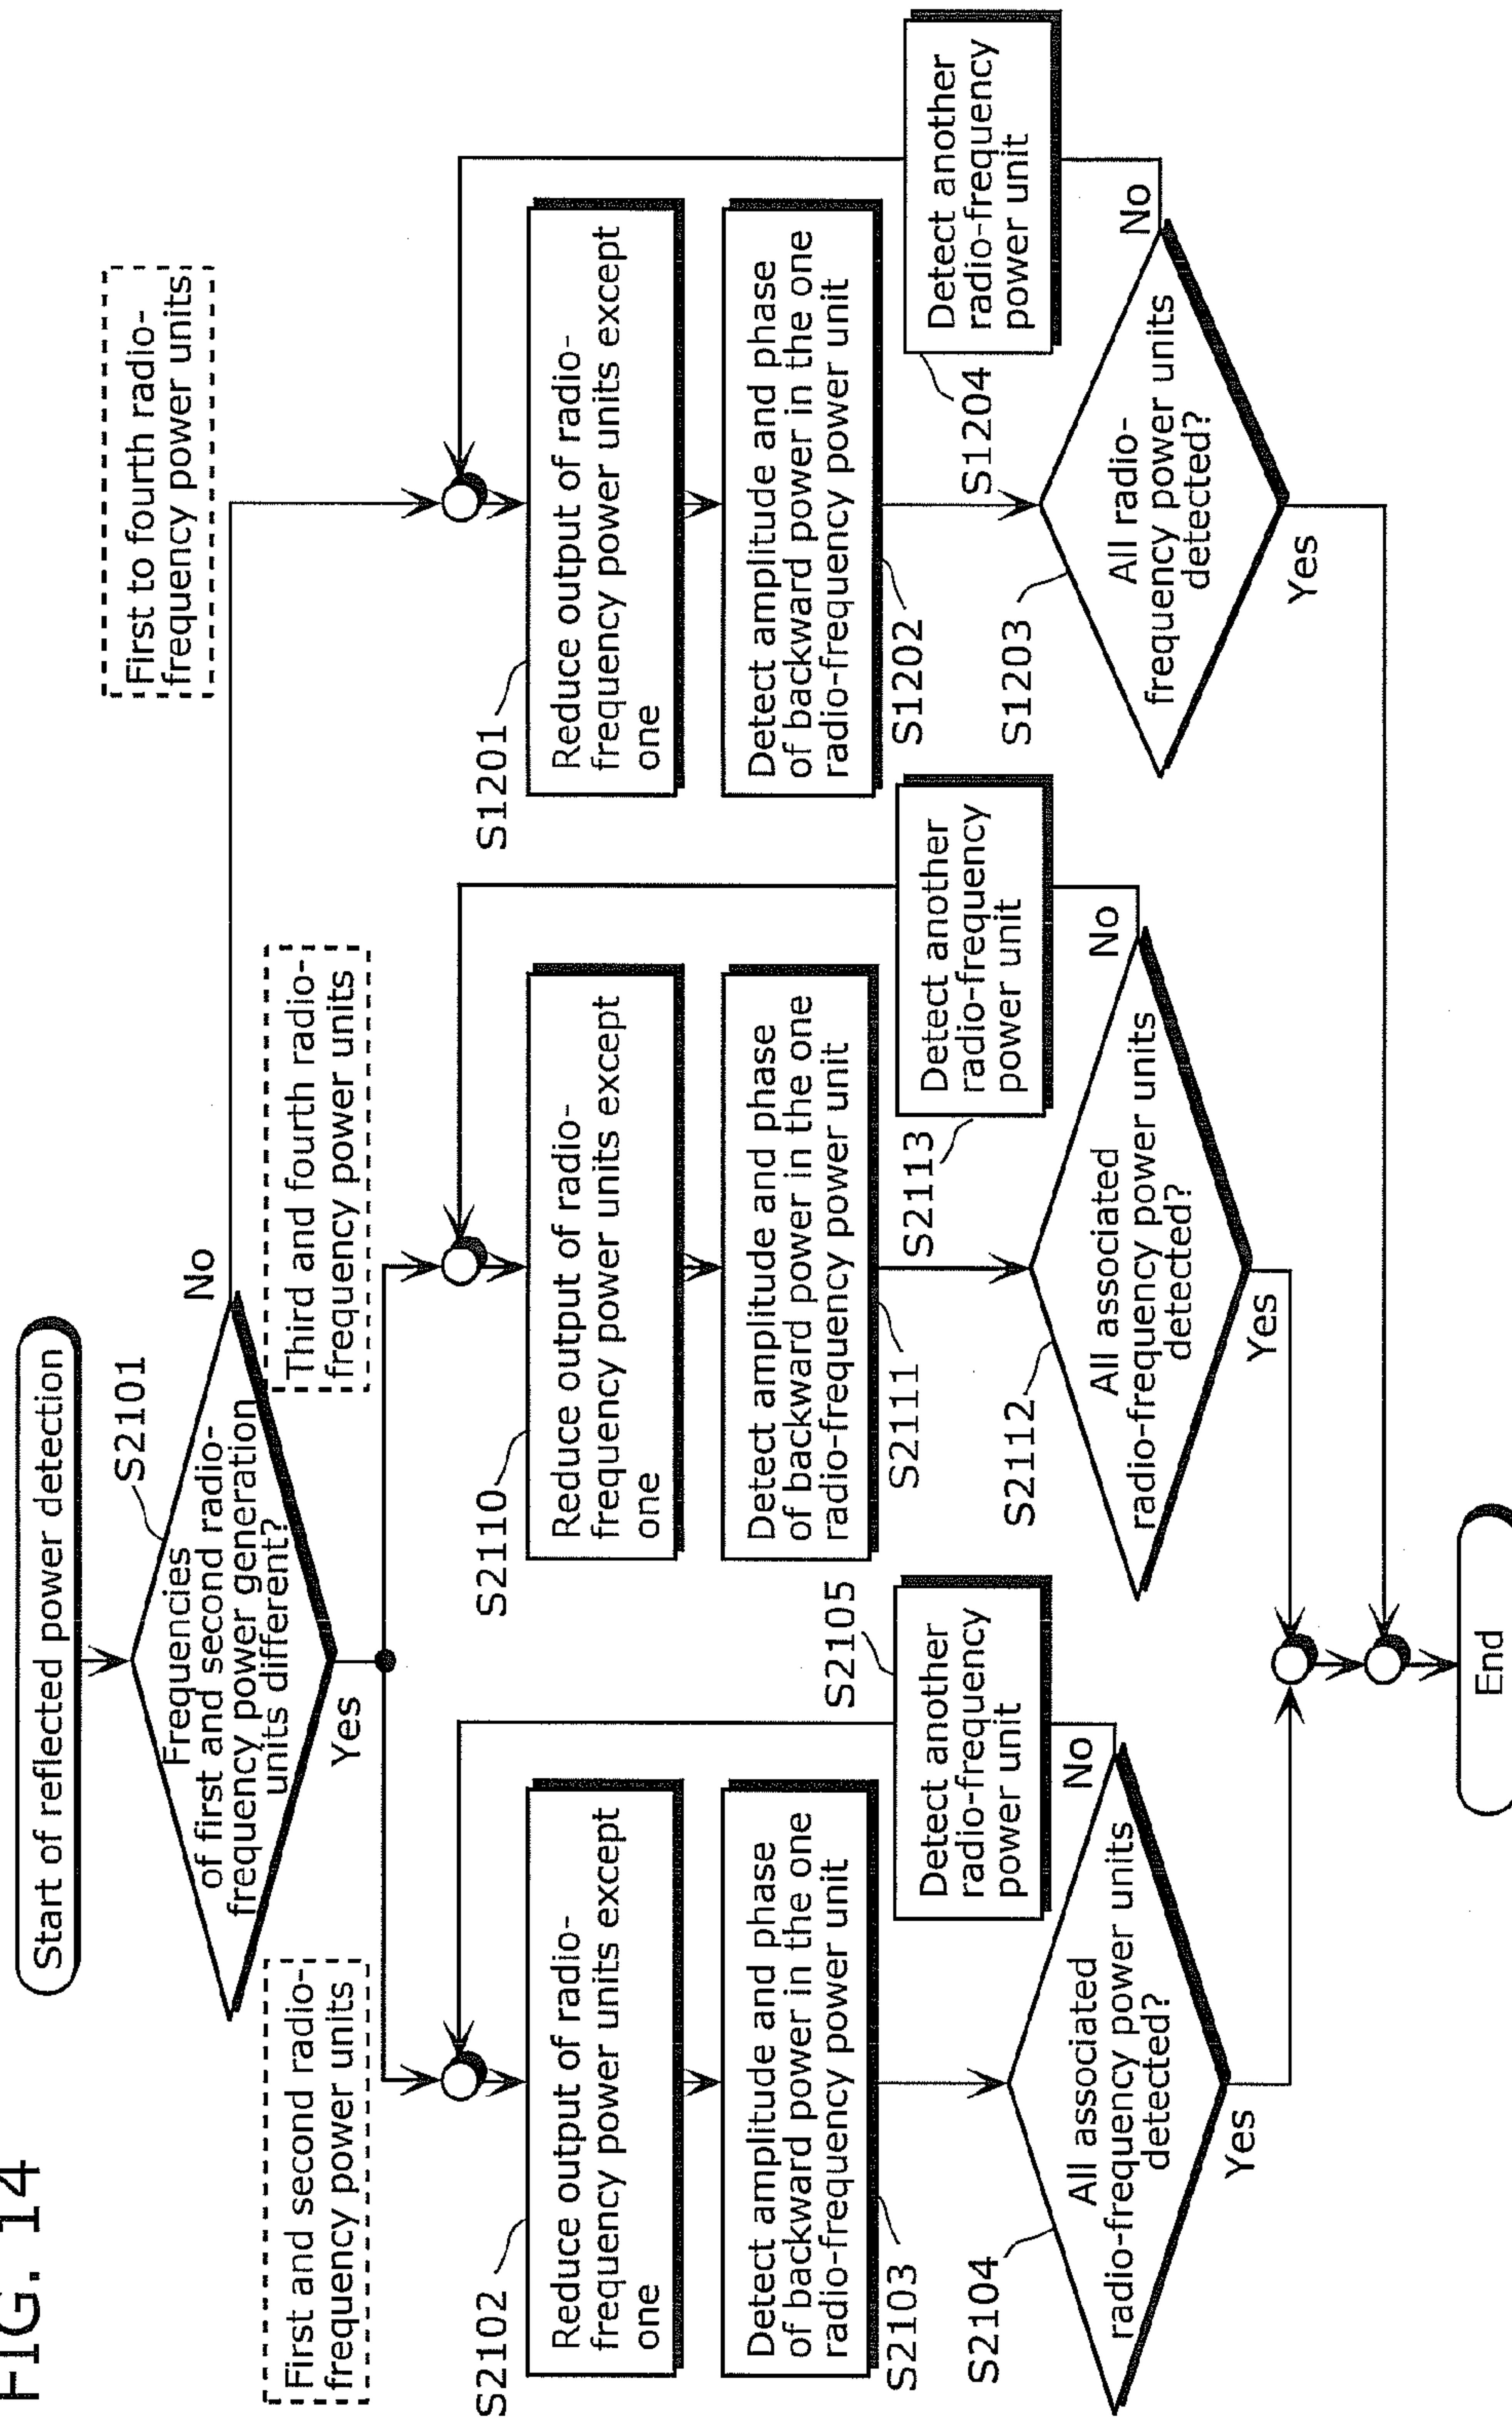 FIG. 14
Start of reflected power detection
S2101
Frequencies
of first and second radio-
frequency power generation
units different?
No
Yes
First and second radio-
frequency power units
Third and fourth radio-
frequency power units
First to fourth radio-
frequency power units
S2102
Reduce output of radio-
frequency power units except
one
Detect amplitude and phase
of backward power in the one
radio-frequency power unit
S2103
S2104
All associated
radio-frequency power units
detected?
No
Yes
S2105
Detect another
radio-frequency
power unit
S2110
Reduce output of radio-
frequency power units except
one
Detect amplitude and phase
of backward power in the one
radio-frequency power unit
S2111
S2112
All associated
radio-frequency power units
detected?
No
Yes
S2113
Detect another
radio-frequency
power unit
S1201
Reduce output of radio-
frequency power units except
one
Detect amplitude and phase
of backward power in the one
radio-frequency power unit
S1202
S1203
All radio-
frequency power units
detected?
No
Yes
S1204
Detect another
radio-frequency
power unit
End